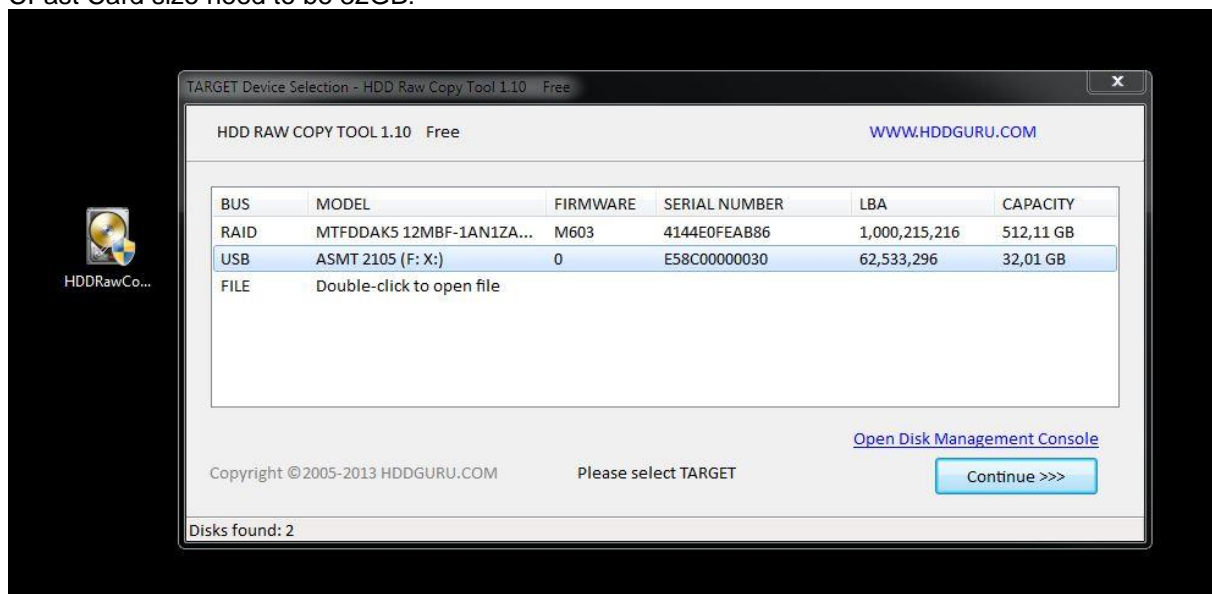 CFast Card size need to be 32GB.
TARGET Device Selection - HDD Raw Copy Tool 1.10 Free
X
HDD RAW COPY TOOL 1.10 Free WWW.HDDGURU.COM
BUS MODEL FIRMWARE SERIAL NUMBER LBA CAPACITY
RAID MTFDDAK5 12MBF-1AN1ZA... M603 4144E0FEAB86 1,000,215,216 512,11 GB
USB ASMT 2105 (F: X:) 0 E58C00000030 62,533,296 32,01 GB
HDDRawCo...
FILE Double-click to open file
Open Disk Management Console
Copyright ©2005-2013 HDDGURU.COM Please select TARGET Continue >>>
Disks found: 2